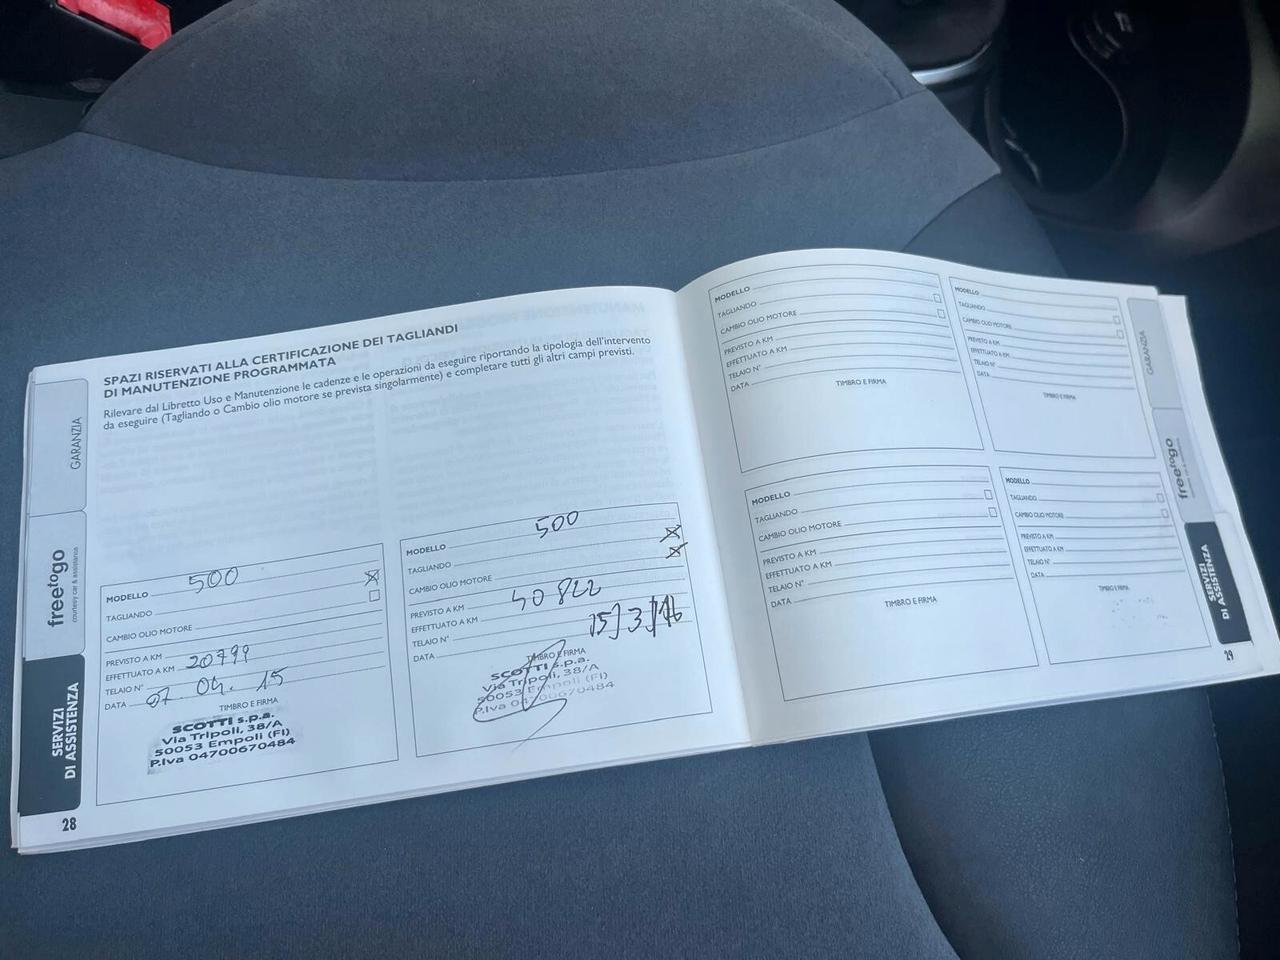 SPAZI RISERVATI ALLA CERTIFICAZIONE DEI TAGLIANDI
DI MANUTENZIONE PROGRAMMATA
Rilevare dal Libretto Uso e Manutenzione le cadenze e le operazioni da eseguire riportando la tipologia dell'intervento
da eseguire (Tagliando o Cambio olio motore se prevista singolarmente) e completare tutti gli altri campi previsti.
GARANZIA
freetogo
courtesy car & assistance
SERVIZI
DI ASSISTENZA
MODELLO 500
TAGLIANDO
CAMBIO OLIO MOTORE
PREVISTO A KM
EFFETTUATO A KM 20799
TELAIO N°
DATA 07.04.15
TIMBRO E FIRMA
SCOTTI s.p.a.
Via Tripoli, 38/A
50053 Empoli (FI)
P.Iva 04700670484
MODELLO 500
TAGLIANDO
CAMBIO OLIO MOTORE
PREVISTO A KM
EFFETTUATO A KM 40822
TELAIO N°
DATA 15/3/16
TIMBRO E FIRMA
SCOTTI s.p.a.
Via Tripoli, 38/A
50053 Empoli (FI)
P.Iva 04700670484
28
MODELLO
TAGLIANDO
CAMBIO OLIO MOTORE
PREVISTO A KM
EFFETTUATO A KM
TELAIO N°
DATA
TIMBRO E FIRMA
MODELLO
TAGLIANDO
CAMBIO OLIO MOTORE
PREVISTO A KM
EFFETTUATO A KM
TELAIO N°
DATA
TIMBRO E FIRMA
MODELLO
TAGLIANDO
CAMBIO OLIO MOTORE
PREVISTO A KM
EFFETTUATO A KM
TELAIO N°
DATA
TIMBRO E FIRMA
MODELLO
TAGLIANDO
CAMBIO OLIO MOTORE
PREVISTO A KM
EFFETTUATO A KM
TELAIO N°
DATA
TIMBRO E FIRMA
GARANZIA
freetogo
SERVIZI
DI ASSISTENZA
29